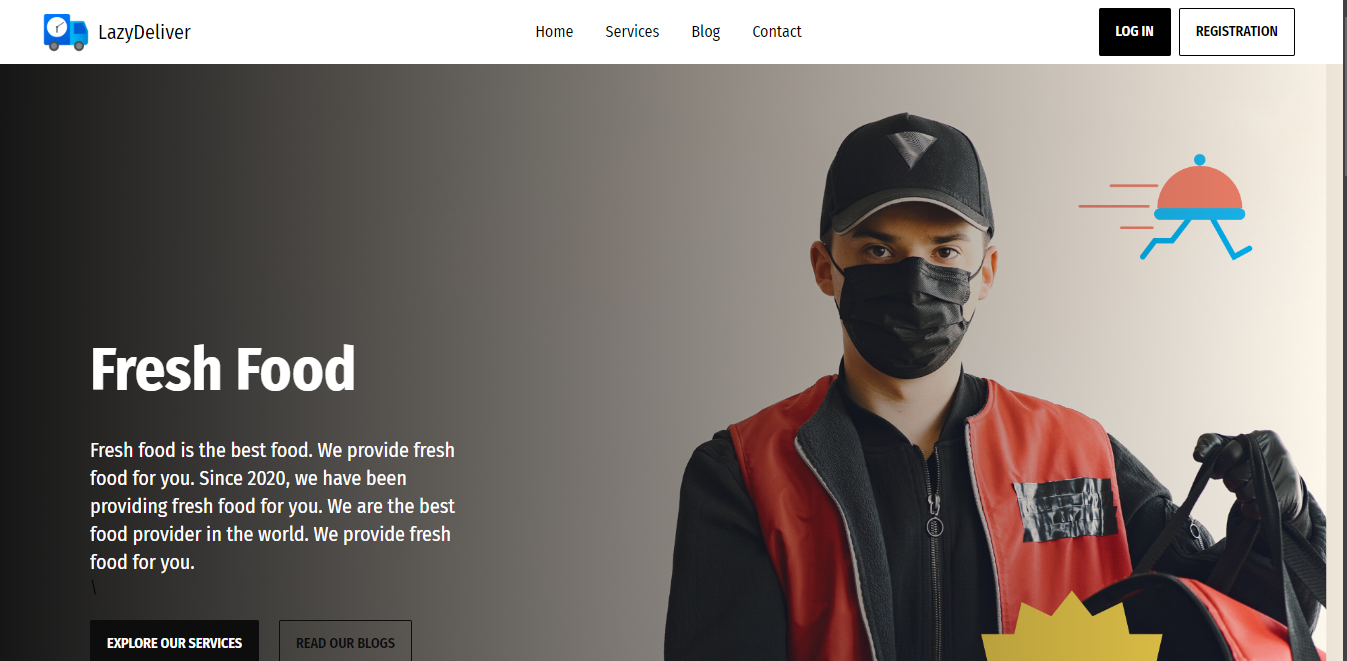 LazyDeliver
Home
Services
Blog
Contact
LOG IN
REGISTRATION
Fresh Food
Fresh food is the best food. We provide fresh
food for you. Since 2020, we have been
providing fresh food for you. We are the best
food provider in the world. We provide fresh
food for you.
\
EXPLORE OUR SERVICES
READ OUR BLOGS